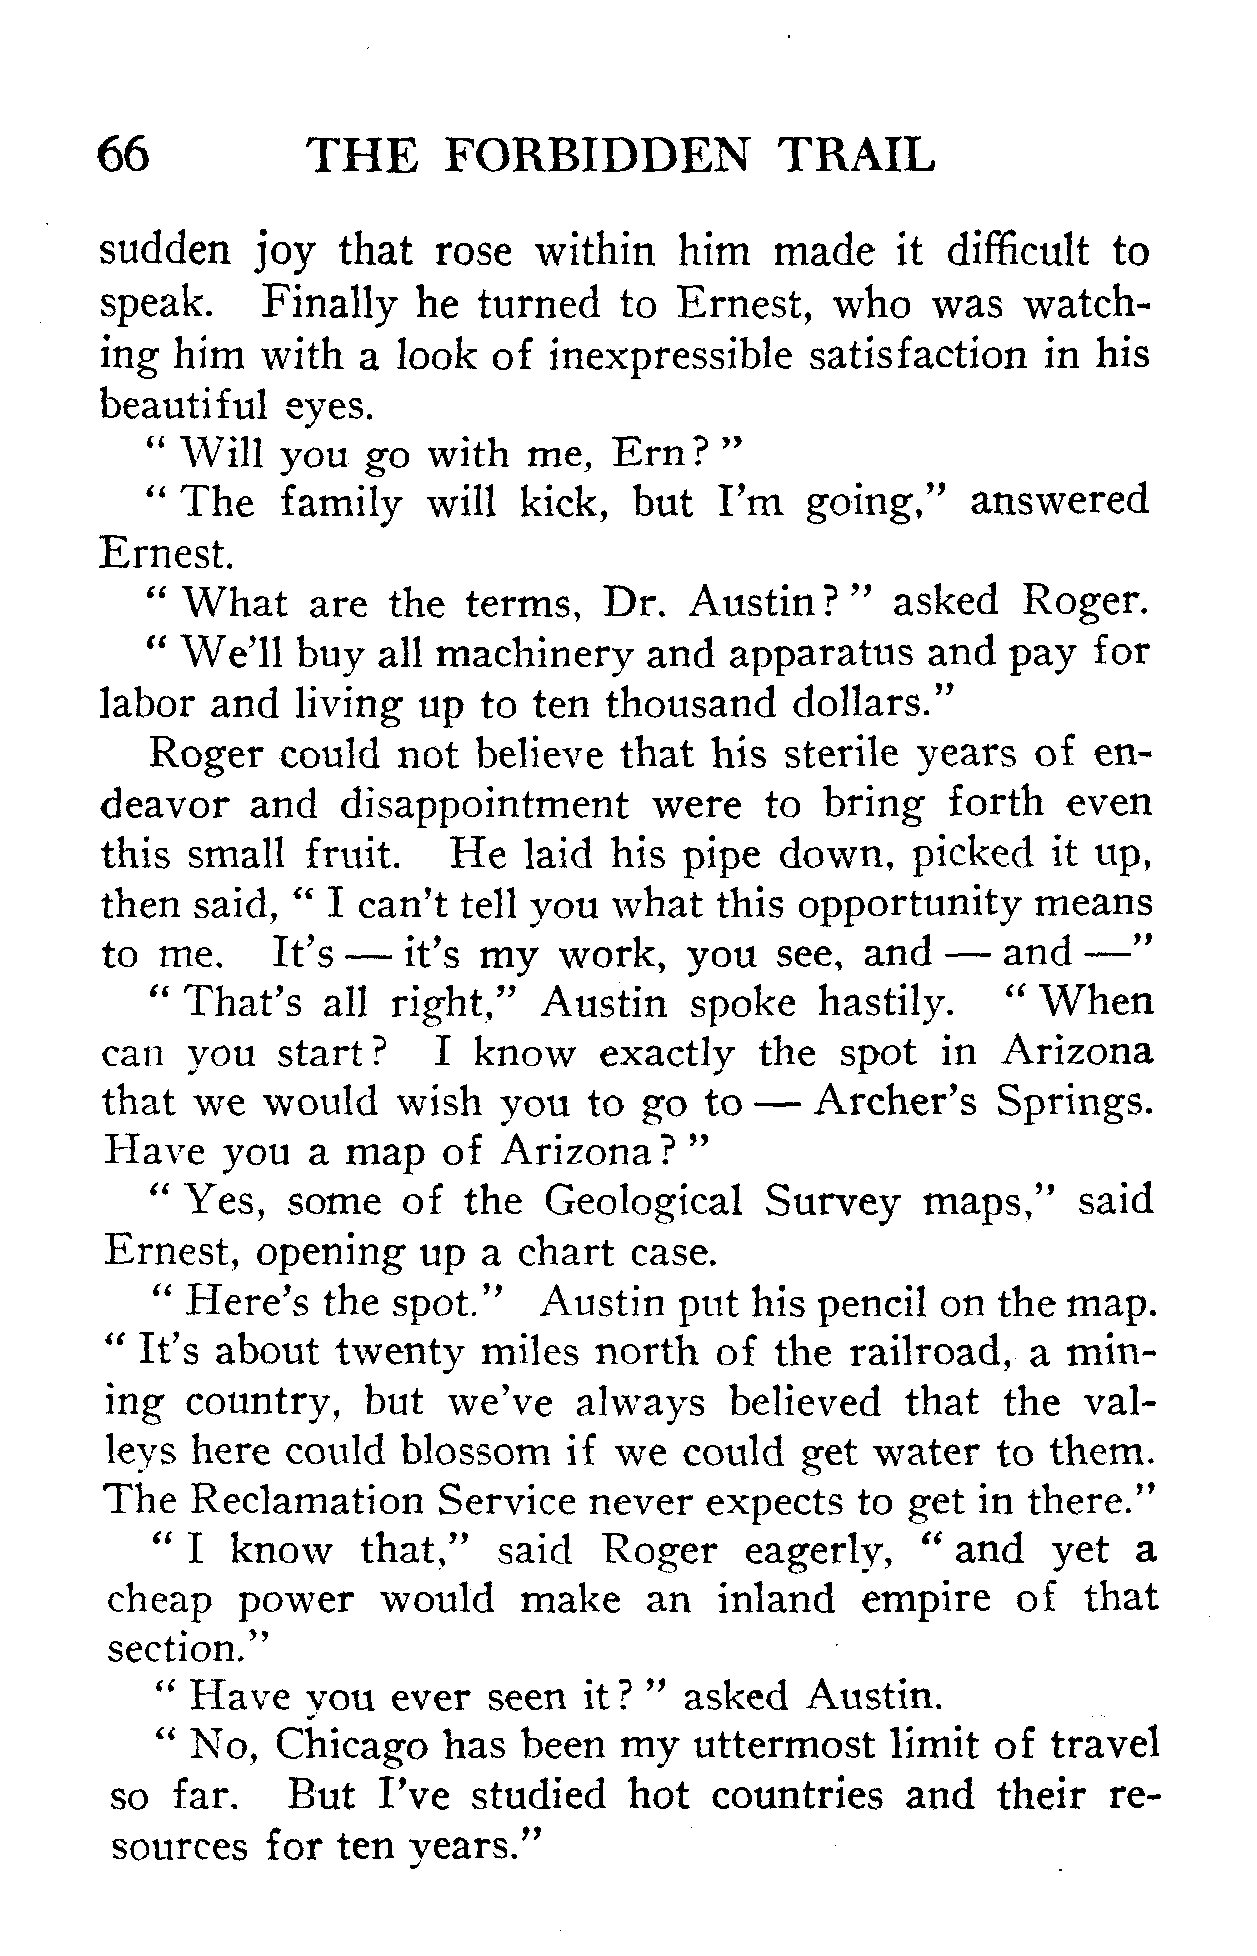 66 THE FORBIDDEN TRAIL
sudden joy that rose within him made it difficult to
speak. Finally he turned to Ernest, who was watch-
ing him with a look of inexpressible satisfaction in his
beautiful eyes.
" Will you go with me, Ern? "
" The family will kick, but I'm going," answered
Ernest.
" What are the terms, Dr. Austin? " asked Roger.
" We'll buy all machinery and apparatus and pay for
labor and living up to ten thousand dollars."
Roger could not believe that his sterile years of en-
deavor and disappointment were to bring forth even
this small fruit. He laid his pipe down, picked it up,
then said, " I can't tell you what this opportunity means
to me. It's — it's my work, you see, and — and —"
" That's all right," Austin spoke hastily. " When
can you start? I know exactly the spot in Arizona
that we would wish you to go to — Archer's Springs.
Have you a map of Arizona? "
" Yes, some of the Geological Survey maps," said
Ernest, opening up a chart case.
" Here's the spot." Austin put his pencil on the map.
" It's about twenty miles north of the railroad, a min-
ing country, but we've always believed that the val-
leys here could blossom if we could get water to them.
The Reclamation Service never expects to get in there."
" I know that," said Roger eagerly, " and yet a
cheap power would make an inland empire of that
section."
" Have you ever seen it? " asked Austin.
" No, Chicago has been my uttermost limit of travel
so far. But I've studied hot countries and their re-
sources for ten years."